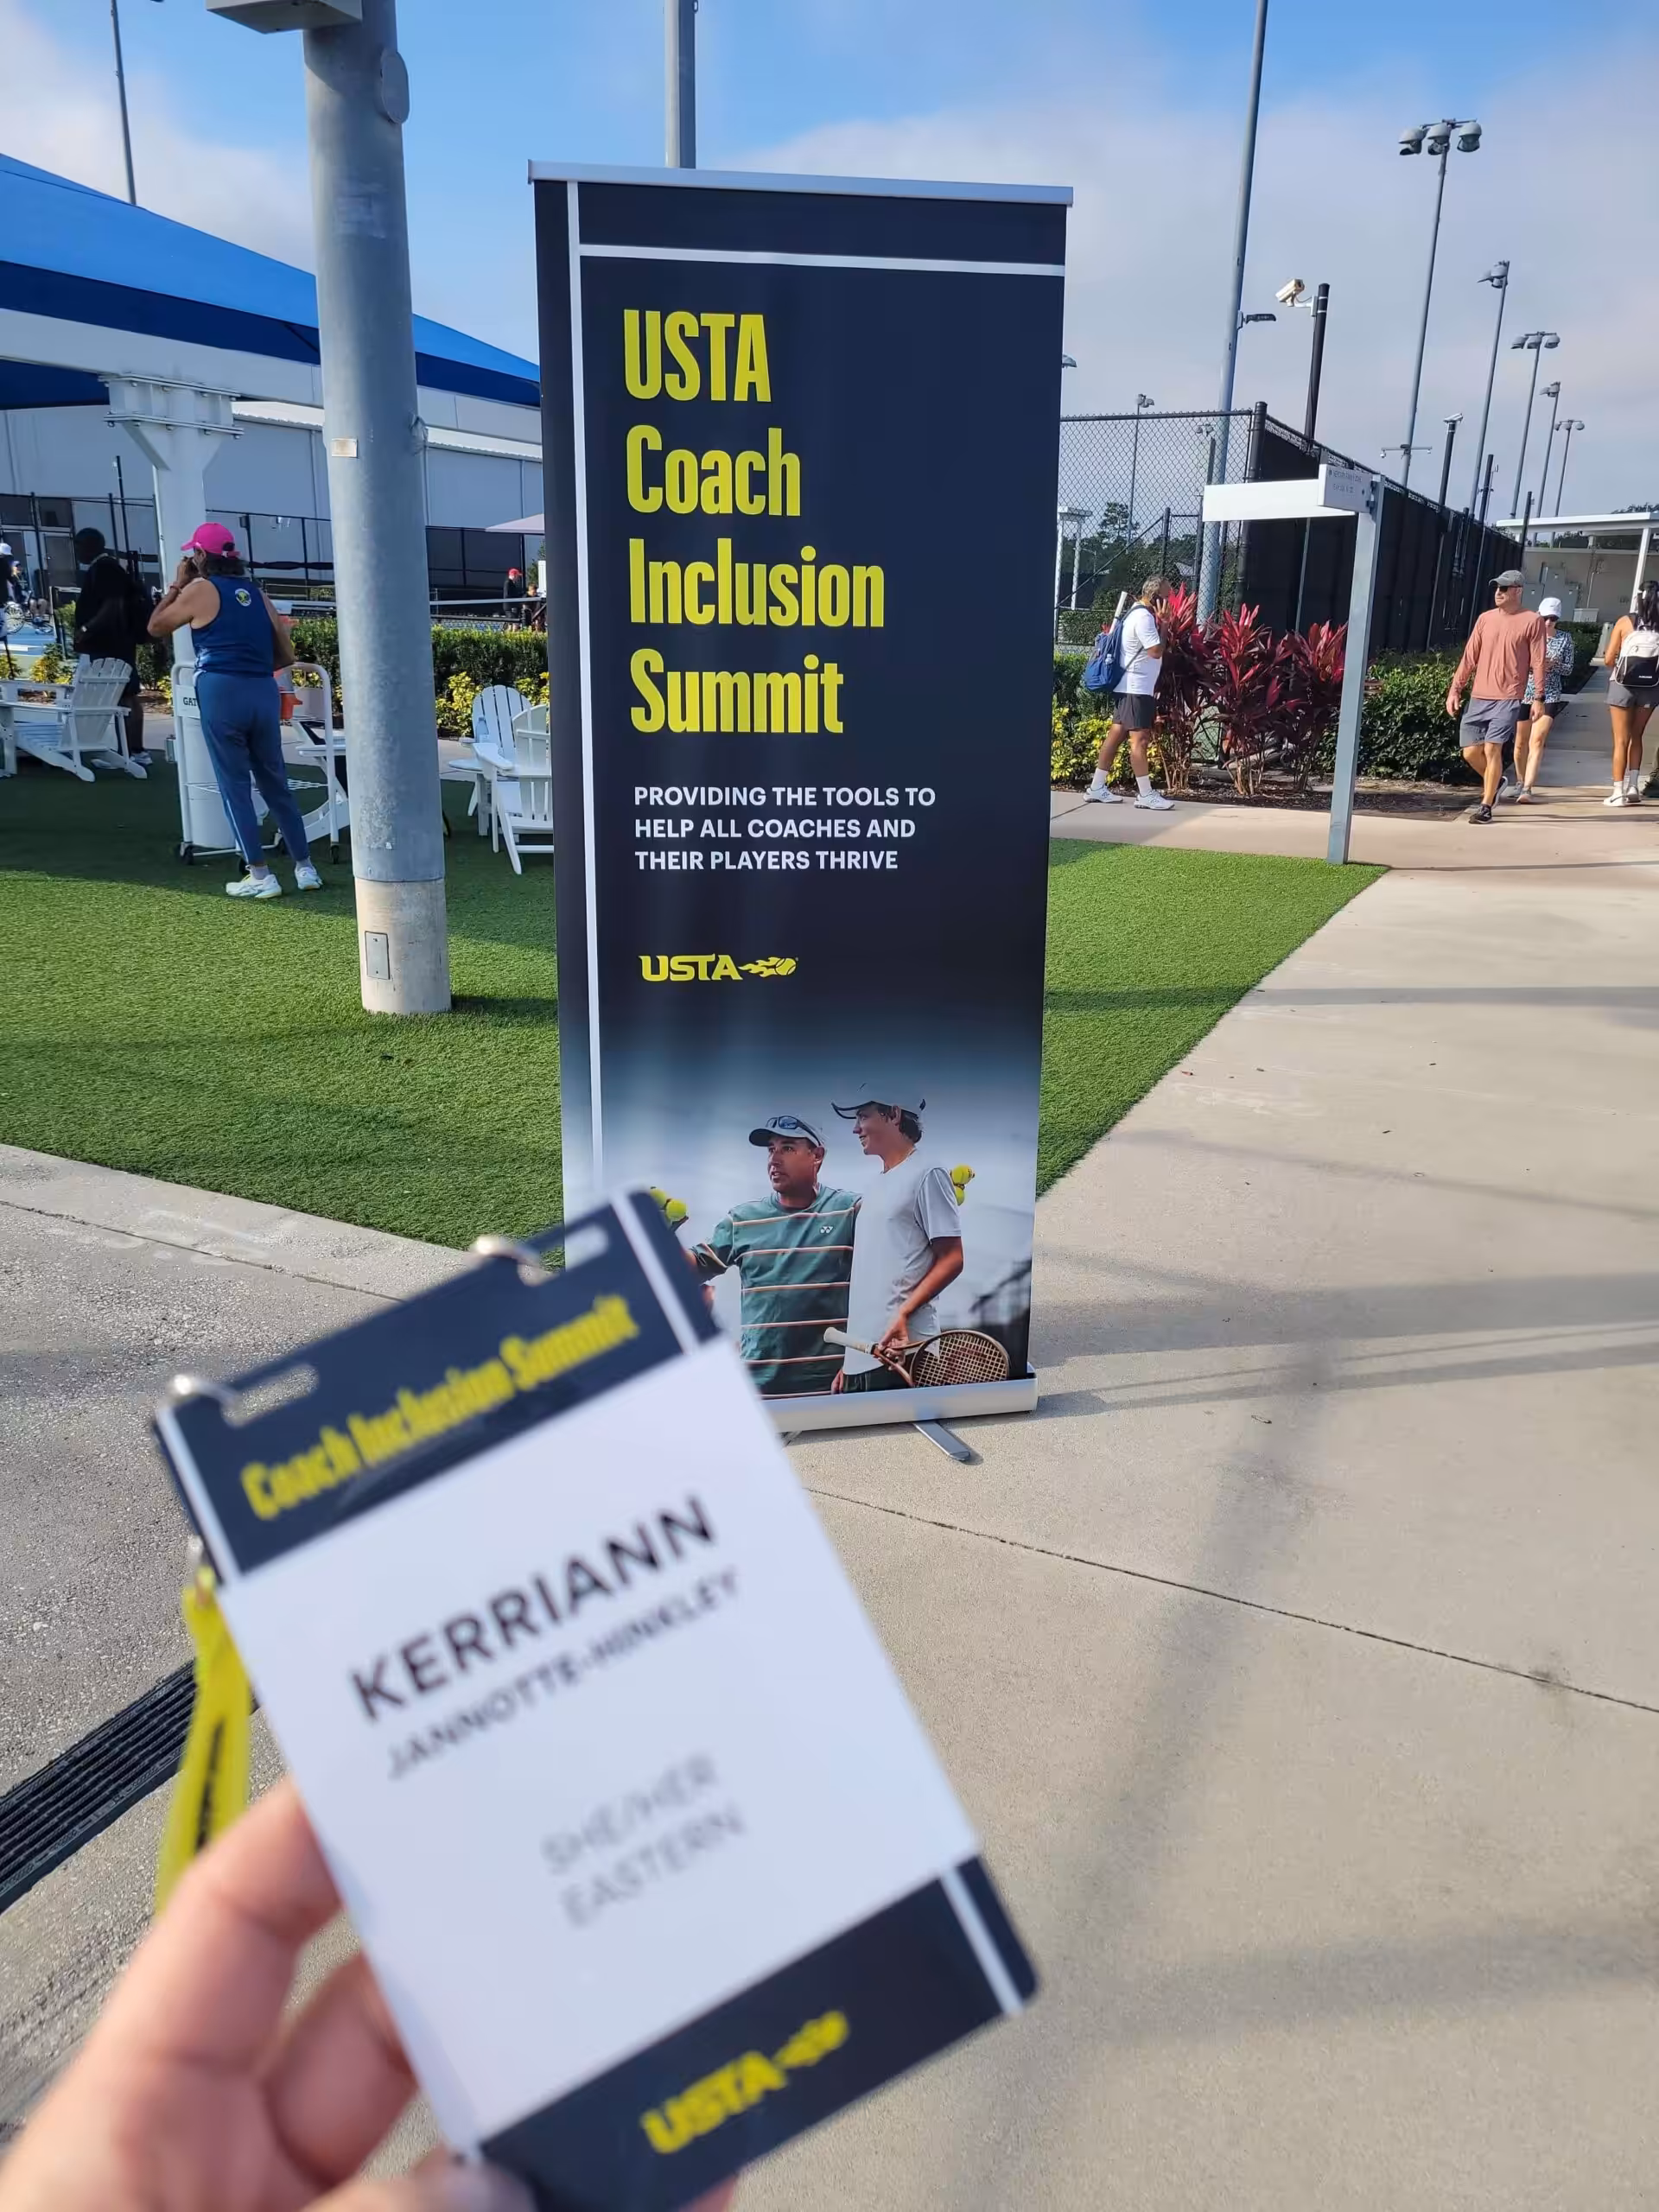 USTA
Coach
Inclusion
Summit
PROVIDING THE TOOLS TO
HELP ALL COACHES AND
THEIR PLAYERS THRIVE
USTA
Coach Inclusion Summit
KERRIANN
JANNOTTE-HINKLEY
SHE/HER
EASTERN
USTA